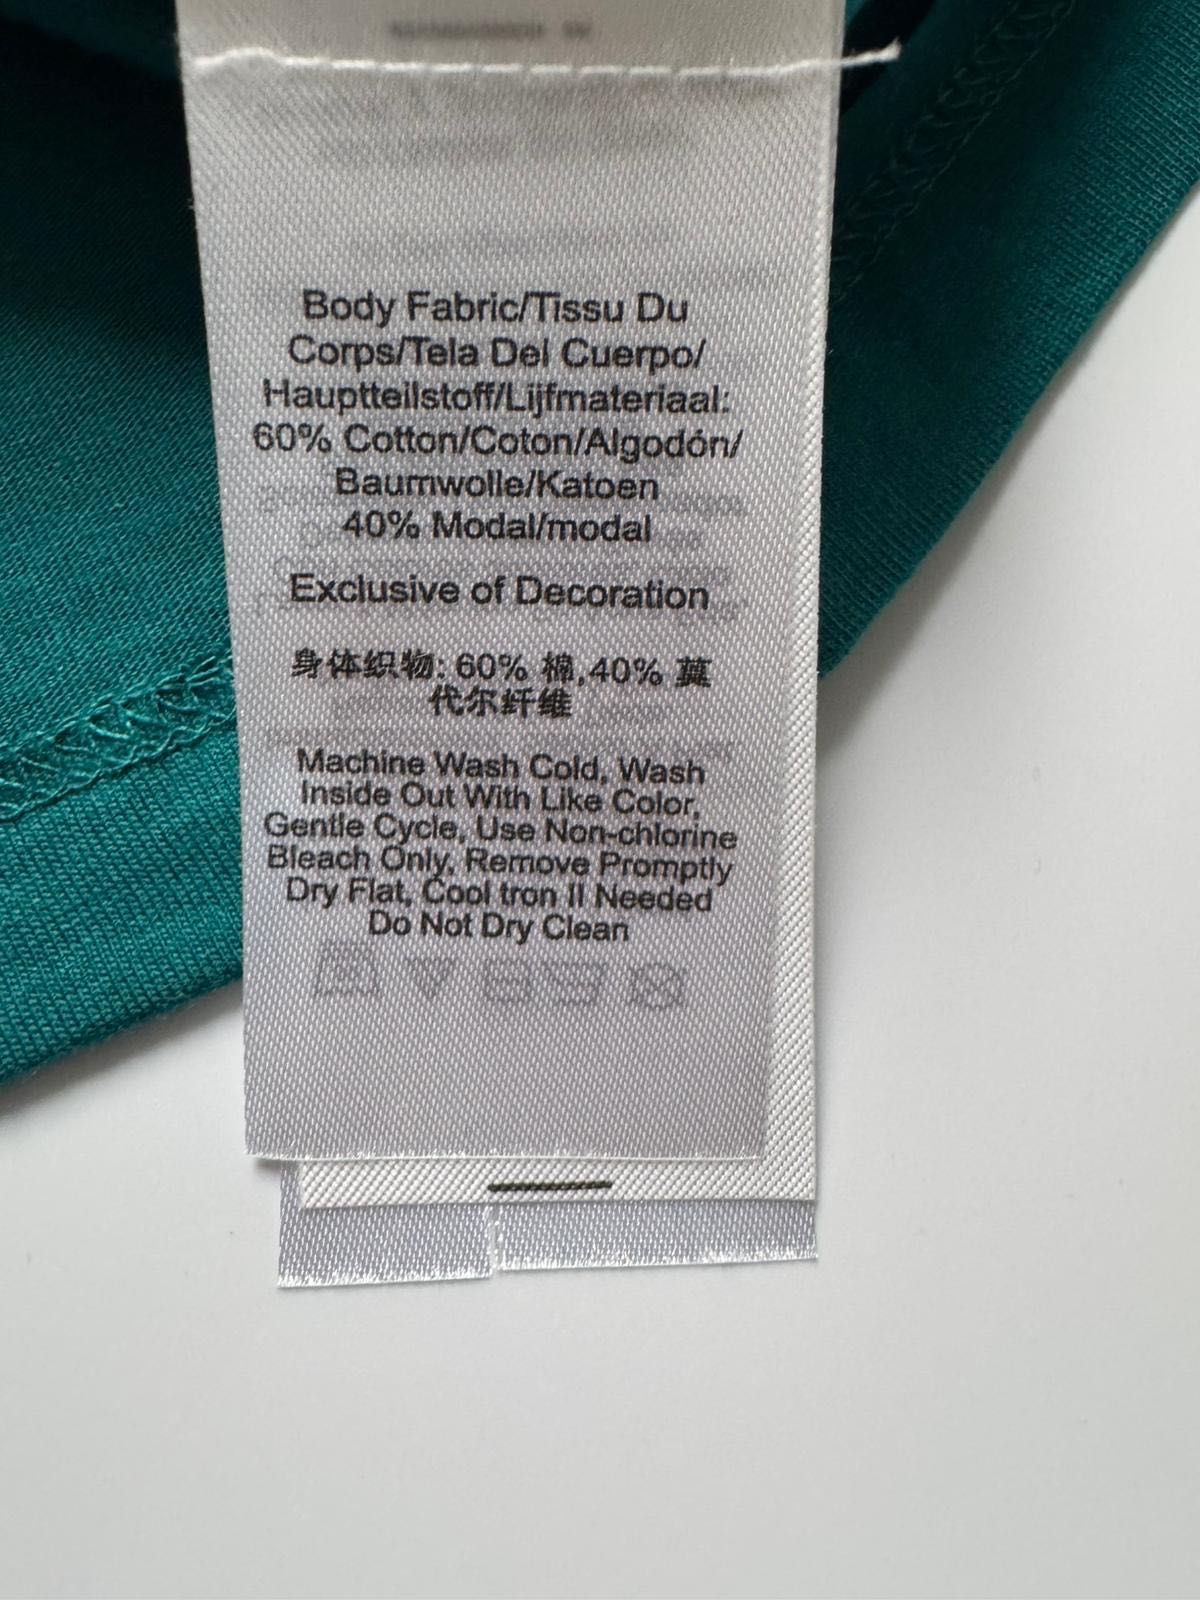 Body Fabric/Tissu Du
Corps/Tela Del Cuerpo/
Hauptteilstoff/Lijfmateriaal:
60% Cotton/Coton/Algodón/
Baumwolle/Katoen
40% Modal/modal
Exclusive of Decoration
身体织物: 60% 棉,40% 莫
代尔纤维
Machine Wash Cold, Wash
Inside Out With Like Color,
Gentle Cycle, Use Non-chlorine
Bleach Only, Remove Promptly
Dry Flat, Cool tron II Needed
Do Not Dry Clean